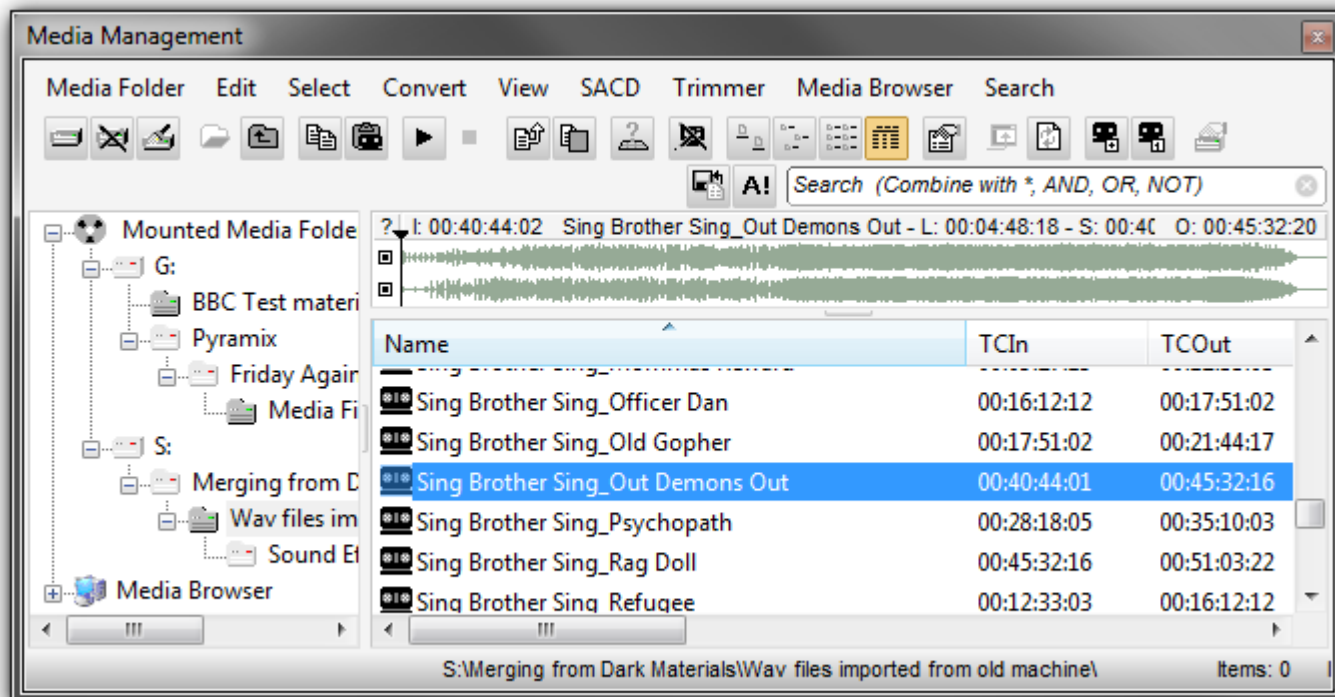 Media Management
Media Folder Edit Select Convert View SACD Trimmer Media Browser Search
A! Search (Combine with *, AND, OR, NOT)
Mounted Media Folde
G:
BBC Test materi
Pyramix
Friday Again
Media Fi
S:
Merging from D
Wav files im
Sound Ef
Media Browser
? I: 00:40:44:02 Sing Brother Sing_Out Demons Out - L: 00:04:48:18 - S: 00:40 O: 00:45:32:20
Name TCIn TCOut
Sing Brother Sing_Officer Dan 00:16:12:12 00:17:51:02
Sing Brother Sing_Old Gopher 00:17:51:02 00:21:44:17
Sing Brother Sing_Out Demons Out 00:40:44:01 00:45:32:16
Sing Brother Sing_Psychopath 00:28:18:05 00:35:10:03
Sing Brother Sing_Rag Doll 00:45:32:16 00:51:03:22
Sing Brother Sing_Refugee 00:12:33:03 00:16:12:12
S:\Merging from Dark Materials\Wav files imported from old machine\ Items: 0